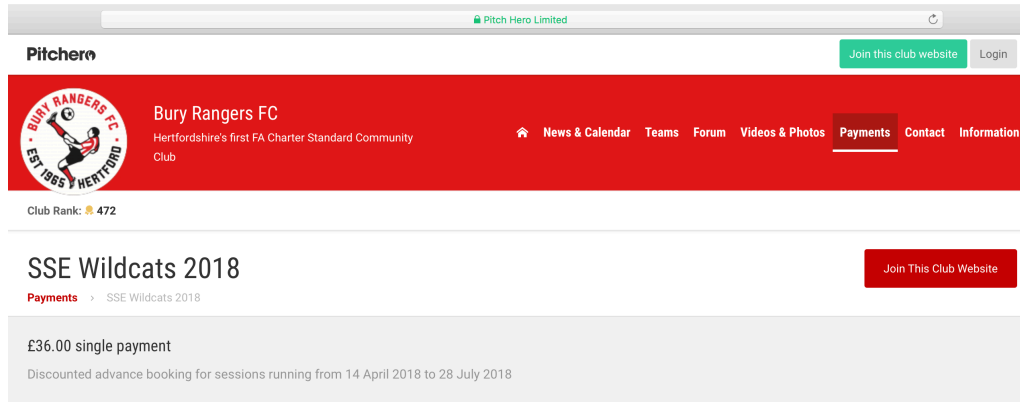 Pitch Hero Limited
Pitchero
Join this club website
Login
BURY RANGERS FC
EST 1965 HERTFORD
Bury Rangers FC
Hertfordshire's first FA Charter Standard Community
Club
News & Calendar Teams Forum Videos & Photos Payments Contact Information
Club Rank: 472
SSE Wildcats 2018
Join This Club Website
Payments › SSE Wildcats 2018
£36.00 single payment
Discounted advance booking for sessions running from 14 April 2018 to 28 July 2018